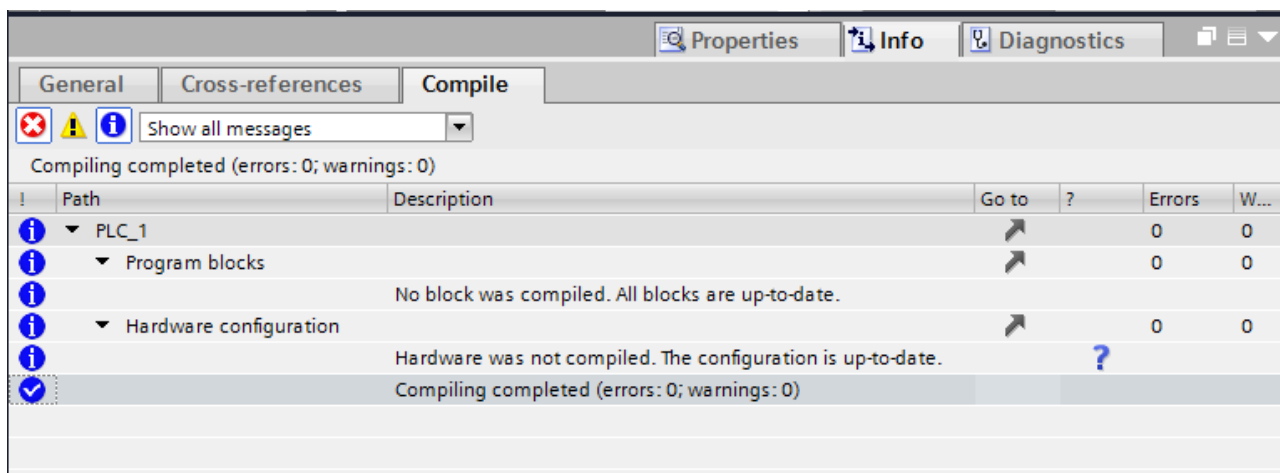 Properties Info Diagnostics
General Cross-references Compile
Show all messages
Compiling completed (errors: 0; warnings: 0)
! Path Description Go to ? Errors W...
PLC_1 0 0
Program blocks 0 0
No block was compiled. All blocks are up-to-date.
Hardware configuration 0 0
Hardware was not compiled. The configuration is up-to-date. ?
Compiling completed (errors: 0; warnings: 0)